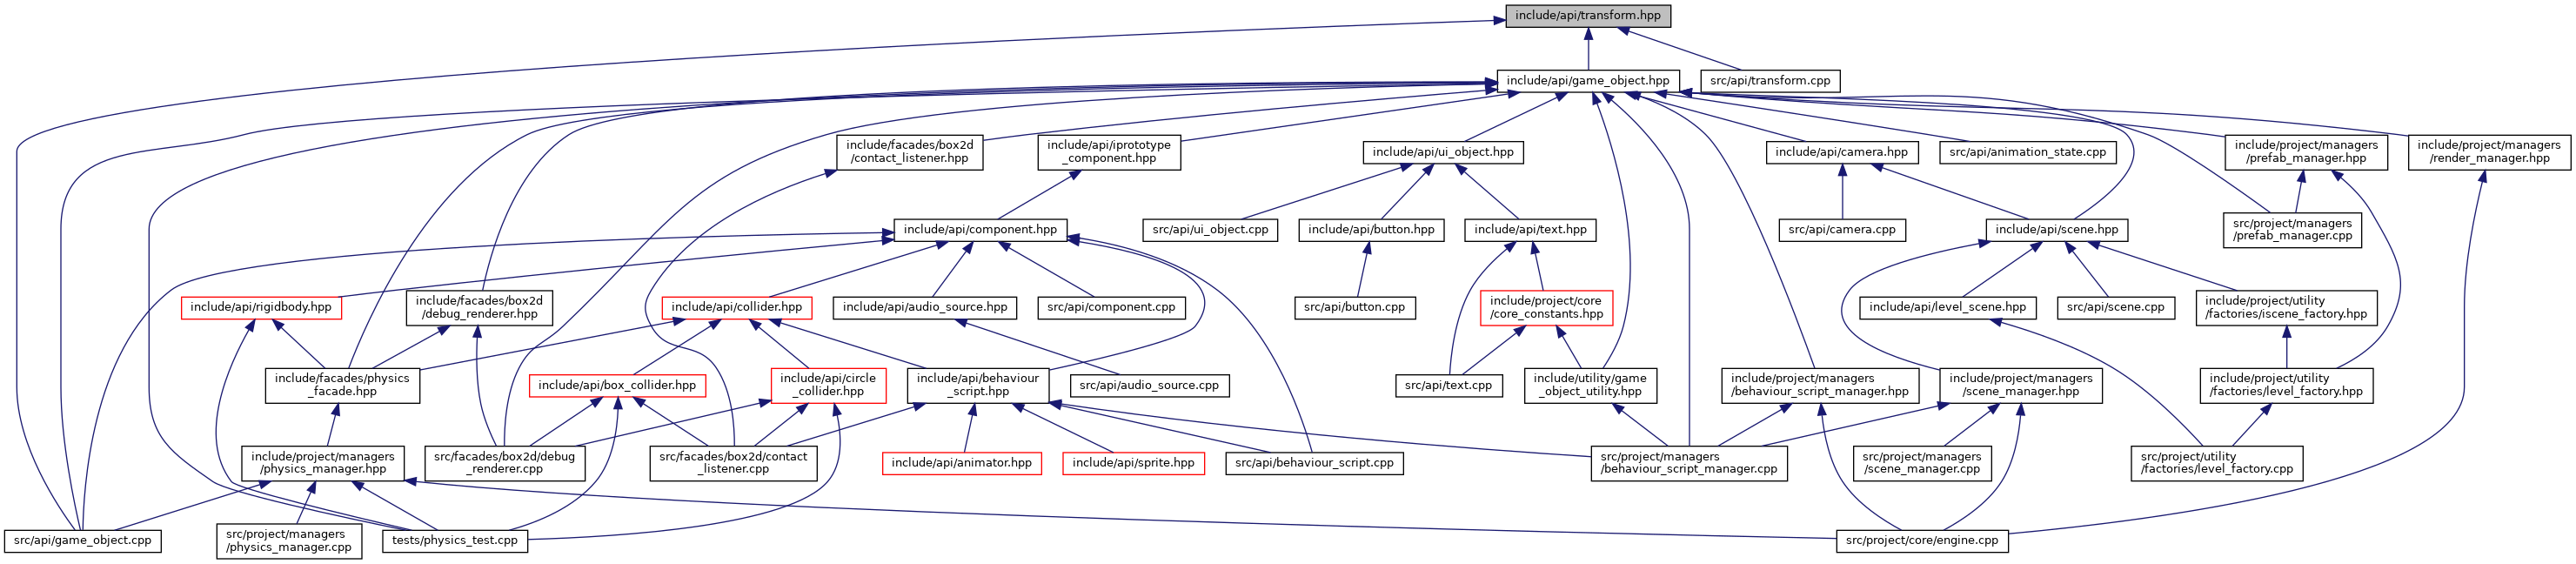 include/api/transform.hpp
include/api/game_object.hpp
src/api/transform.cpp
include/facades/box2d
/contact_listener.hpp
include/api/iprototype
_component.hpp
include/api/ui_object.hpp
include/api/camera.hpp
src/api/animation_state.cpp
include/project/managers
/prefab_manager.hpp
include/project/managers
/render_manager.hpp
include/api/component.hpp
src/api/ui_object.cpp
include/api/button.hpp
include/api/text.hpp
src/api/camera.cpp
include/api/scene.hpp
src/project/managers
/prefab_manager.cpp
include/api/rigidbody.hpp
include/facades/box2d
/debug_renderer.hpp
include/api/collider.hpp
include/api/audio_source.hpp
src/api/component.cpp
src/api/button.cpp
include/project/core
/core_constants.hpp
include/api/level_scene.hpp
src/api/scene.cpp
include/project/utility
/factories/iscene_factory.hpp
include/facades/physics
_facade.hpp
include/api/box_collider.hpp
include/api/circle
_collider.hpp
include/api/behaviour
_script.hpp
src/api/audio_source.cpp
src/api/text.cpp
include/utility/game
_object_utility.hpp
include/project/managers
/behaviour_script_manager.hpp
include/project/managers
/scene_manager.hpp
include/project/utility
/factories/level_factory.hpp
include/project/managers
/physics_manager.hpp
src/facades/box2d/debug
_renderer.cpp
src/facades/box2d/contact
_listener.cpp
include/api/animator.hpp
include/api/sprite.hpp
src/api/behaviour_script.cpp
src/project/managers
/behaviour_script_manager.cpp
src/project/managers
/scene_manager.cpp
src/project/utility
/factories/level_factory.cpp
src/api/game_object.cpp
src/project/managers
/physics_manager.cpp
tests/physics_test.cpp
src/project/core/engine.cpp